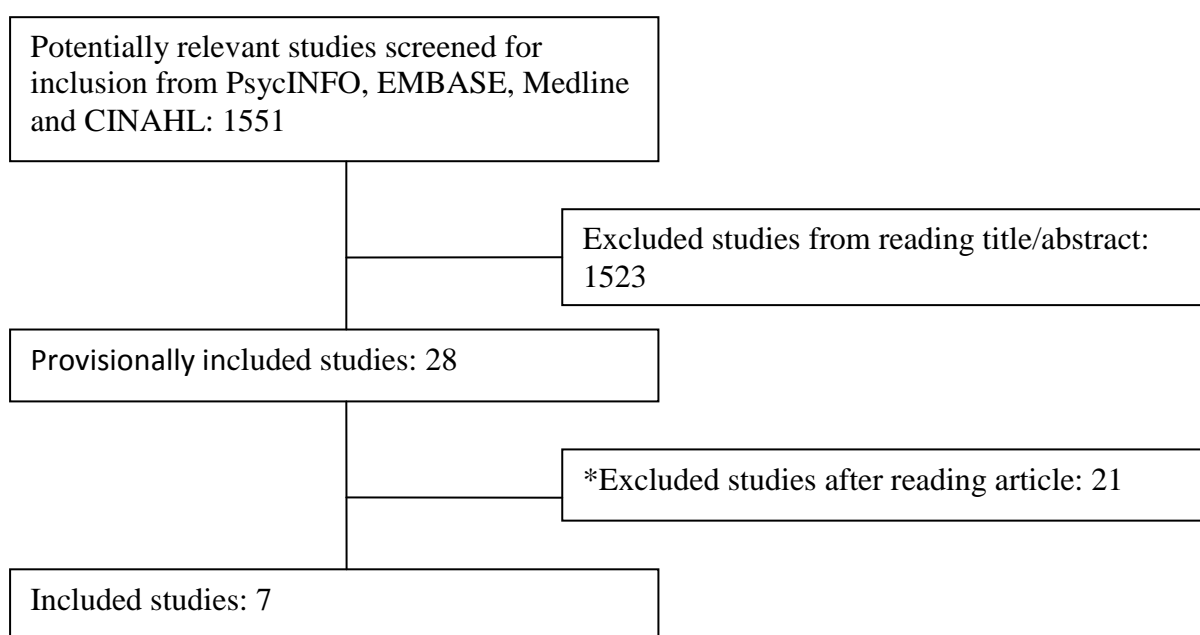 Potentially relevant studies screened for
inclusion from PsycINFO, EMBASE, Medline
and CINAHL: 1551
Excluded studies from reading title/abstract:
1523
Provisionally included studies: 28
*Excluded studies after reading article: 21
Included studies: 7